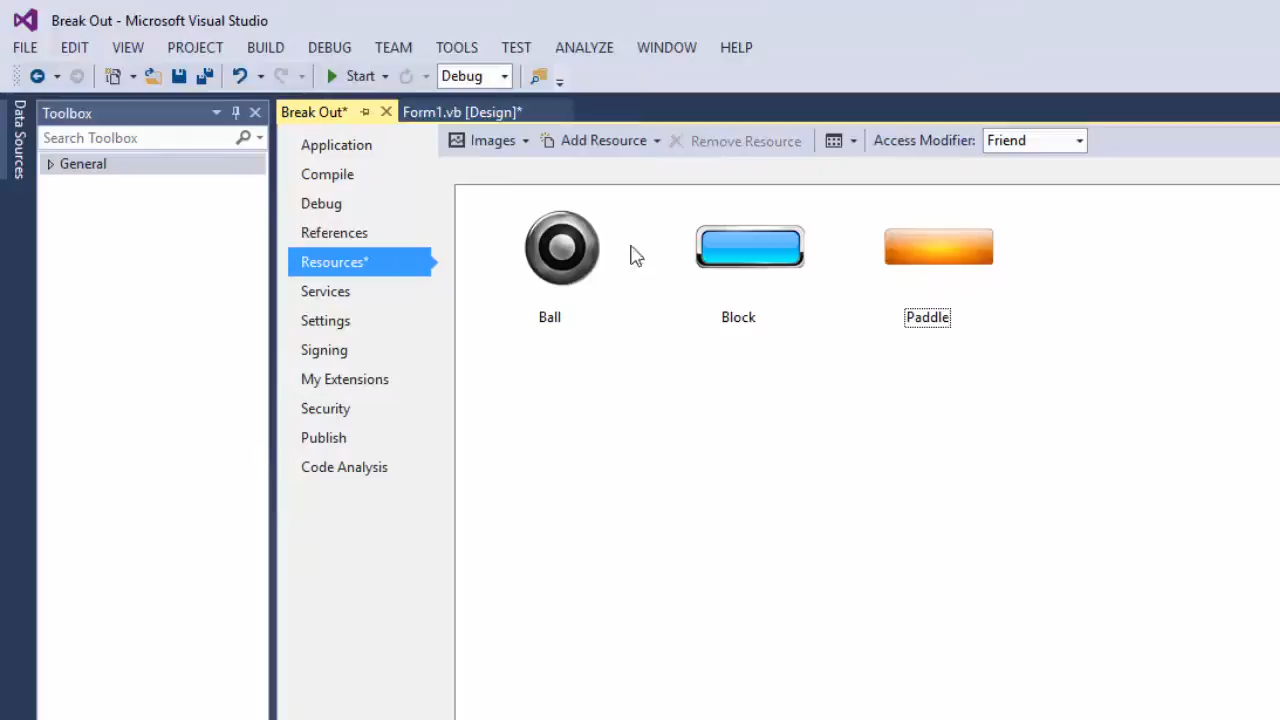 Break Out - Microsoft Visual Studio
FILE EDIT VIEW PROJECT BUILD DEBUG TEAM TOOLS TEST ANALYZE WINDOW HELP
Start Debug
Data Sources
Toolbox
Search Toolbox
General
Break Out* Form1.vb [Design]*
Application
Compile
Debug
References
Resources*
Services
Settings
Signing
My Extensions
Security
Publish
Code Analysis
Images Add Resource Remove Resource Access Modifier: Friend
Ball Block Paddle